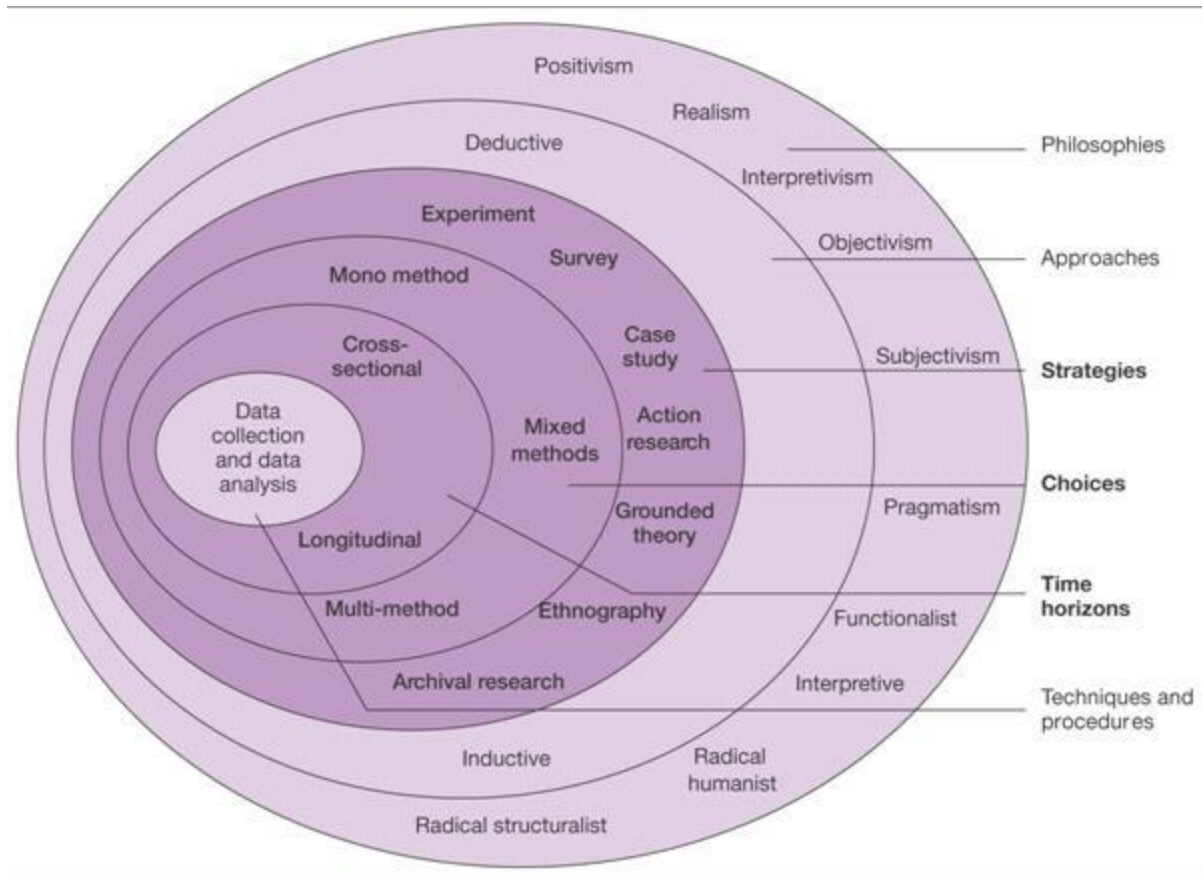 Positivism
Realism
Philosophies
Deductive
Interpretivism
Experiment
Objectivism
Survey
Approaches
Mono method
Case
study
Cross-
sectional
Subjectivism
Strategies
Data
collection
and data
analysis
Mixed
methods
Action
research
Choices
Pragmatism
Grounded
theory
Longitudinal
Time
horizons
Multi-method
Ethnography
Functionalist
Archival research
Interpretive
Techniques and
procedures
Inductive
Radical
humanist
Radical structuralist